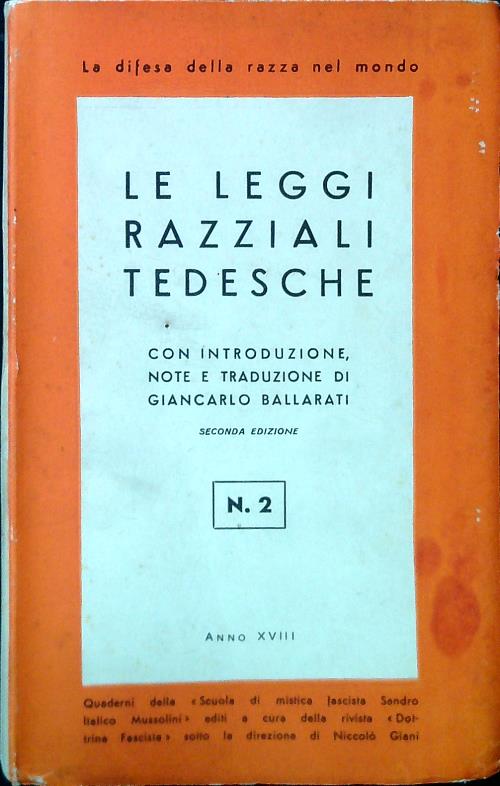 La difesa della razza nel mondo
LE LEGGI
RAZZIALI
TEDESCHE
CON INTRODUZIONE,
NOTE E TRADUZIONE DI
GIANCARLO BALLARATI
SECONDA EDIZIONE
N. 2
ANNO XVIII
Quaderni della «Scuola di mistica fascista Sandro
Italico Mussolini» editi a cura della rivista «Dot-
trina Fascista» sotto la direzione di Niccolò Giani